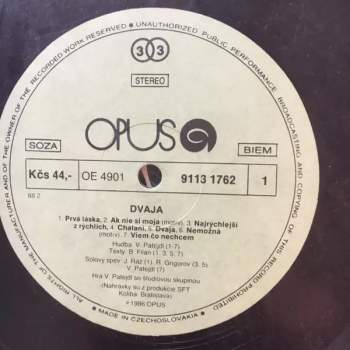 ALL RIGHTS OF THE MANUFACTURER AND OF THE OWNER OF THE RECORDED WORK RESERVED • UNAUTHORIZED PUBLIC PERFORMANCE BROADCASTING AND COPYING OF THIS RECORD PROHIBITED
33
STEREO
OPUS
SOZA
BIEM
Kčs 44,-
OE 4901
9113 1762
1
DVAJA
1. Prvá láska, 2. Ak nie si moja (motív), 3. Najrýchlejší
z rýchlich, 4. Chalani, 5. Dvaja, 6. Nemožná
(motív), 7. Viem čo nechcem
Hudba V. Patejdl (1-7)
Texty B. Filan (3, 5, 7)
Sólový spev J. Ráž (1), R. Grigorov (3, 5)
V. Patejdl (7)
Hrá V. Patejdl so štúdiovou skupinou
(Nahrávky sú z produkcie SFT
Koliba Bratislava)
℗ 1986 OPUS
• MADE IN CZECHOSLOVAKIA •